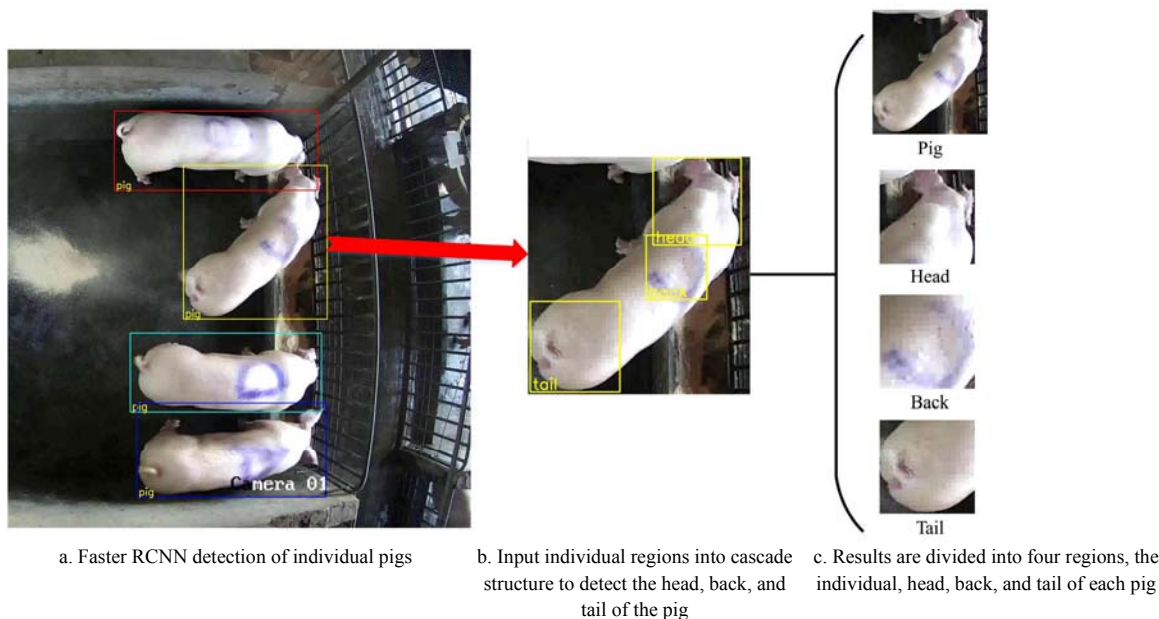 pig
pig
pig
pig
Camera 01
head
back
tail
Pig
Head
Back
Tail
a. Faster RCNN detection of individual pigs
b. Input individual regions into cascade
structure to detect the head, back, and
tail of the pig
c. Results are divided into four regions, the
individual, head, back, and tail of each pig